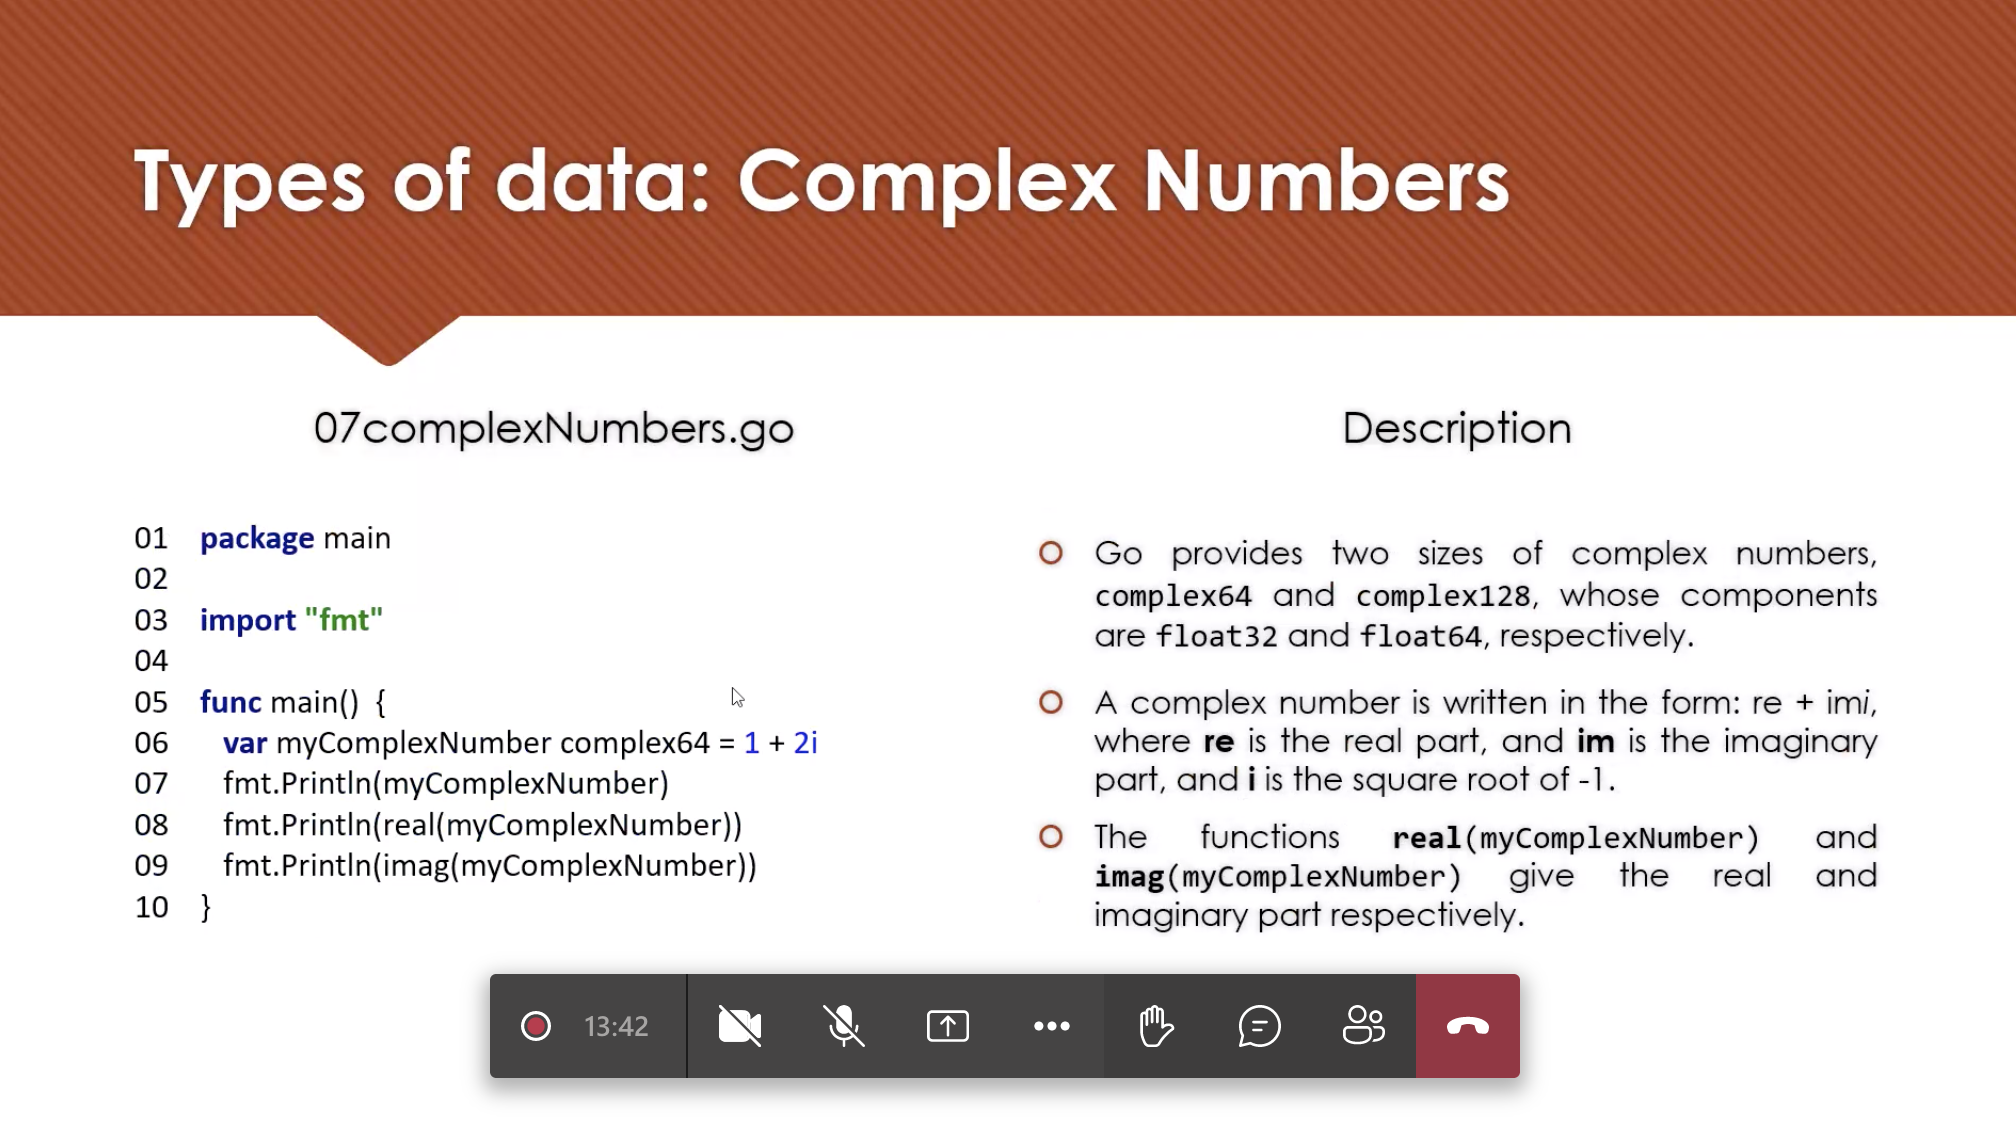 Types of data: Complex Numbers
07complexNumbers.go
01 package main
02
03 import "fmt"
04
05 func main() {
06 var myComplexNumber complex64 = 1 + 2i
07 fmt.Println(myComplexNumber)
08 fmt.Println(real(myComplexNumber))
09 fmt.Println(imag(myComplexNumber))
10 }
Description
Go provides two sizes of complex numbers,
complex64 and complex128, whose components
are float32 and float64, respectively.
A complex number is written in the form: re + imi,
where re is the real part, and im is the imaginary
part, and i is the square root of -1.
The functions real(myComplexNumber) and
imag(myComplexNumber) give the real and
imaginary part respectively.
13:42